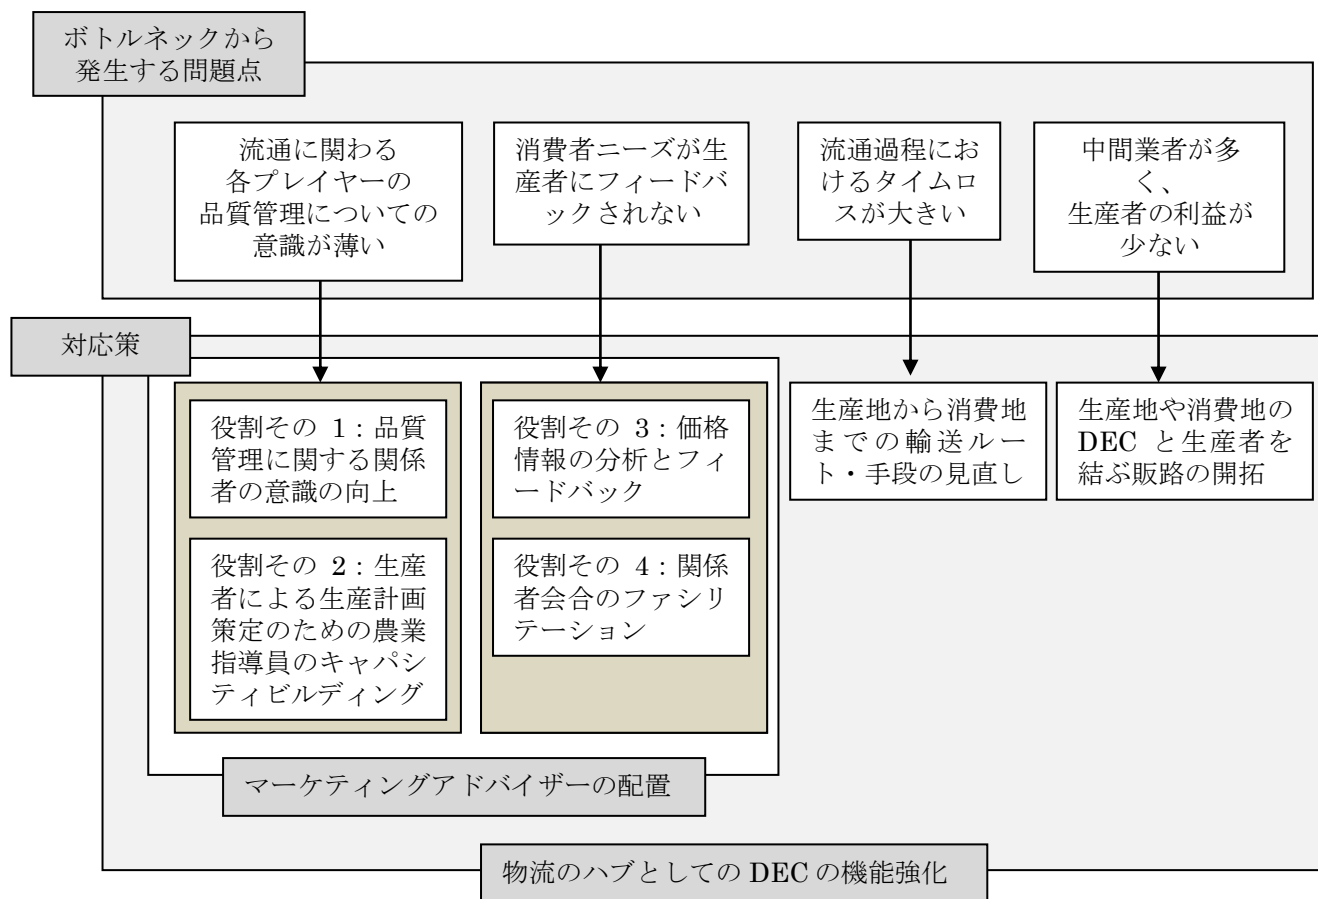 ボトルネックから
発生する問題点
流通に関わる
各プレイヤーの
品質管理についての
意識が薄い
消費者ニーズが生
産者にフィードバ
ックされない
流通過程にお
けるタイムロ
スが大きい
中間業者が多
く、
生産者の利益が
少ない
対応策
役割その 1：品質
管理に関する関係
者の意識の向上
役割その 2：生産
者による生産計画
策定のための農業
指導員のキャパシ
ティビルディング
役割その 3：価格
情報の分析とフィ
ードバック
役割その 4：関係
者会合のファシリ
テーション
生産地から消費地
までの輸送ルー
ト・手段の見直し
生産地や消費地の
DEC と生産者を
結ぶ販路の開拓
マーケティングアドバイザーの配置
物流のハブとしての DEC の機能強化